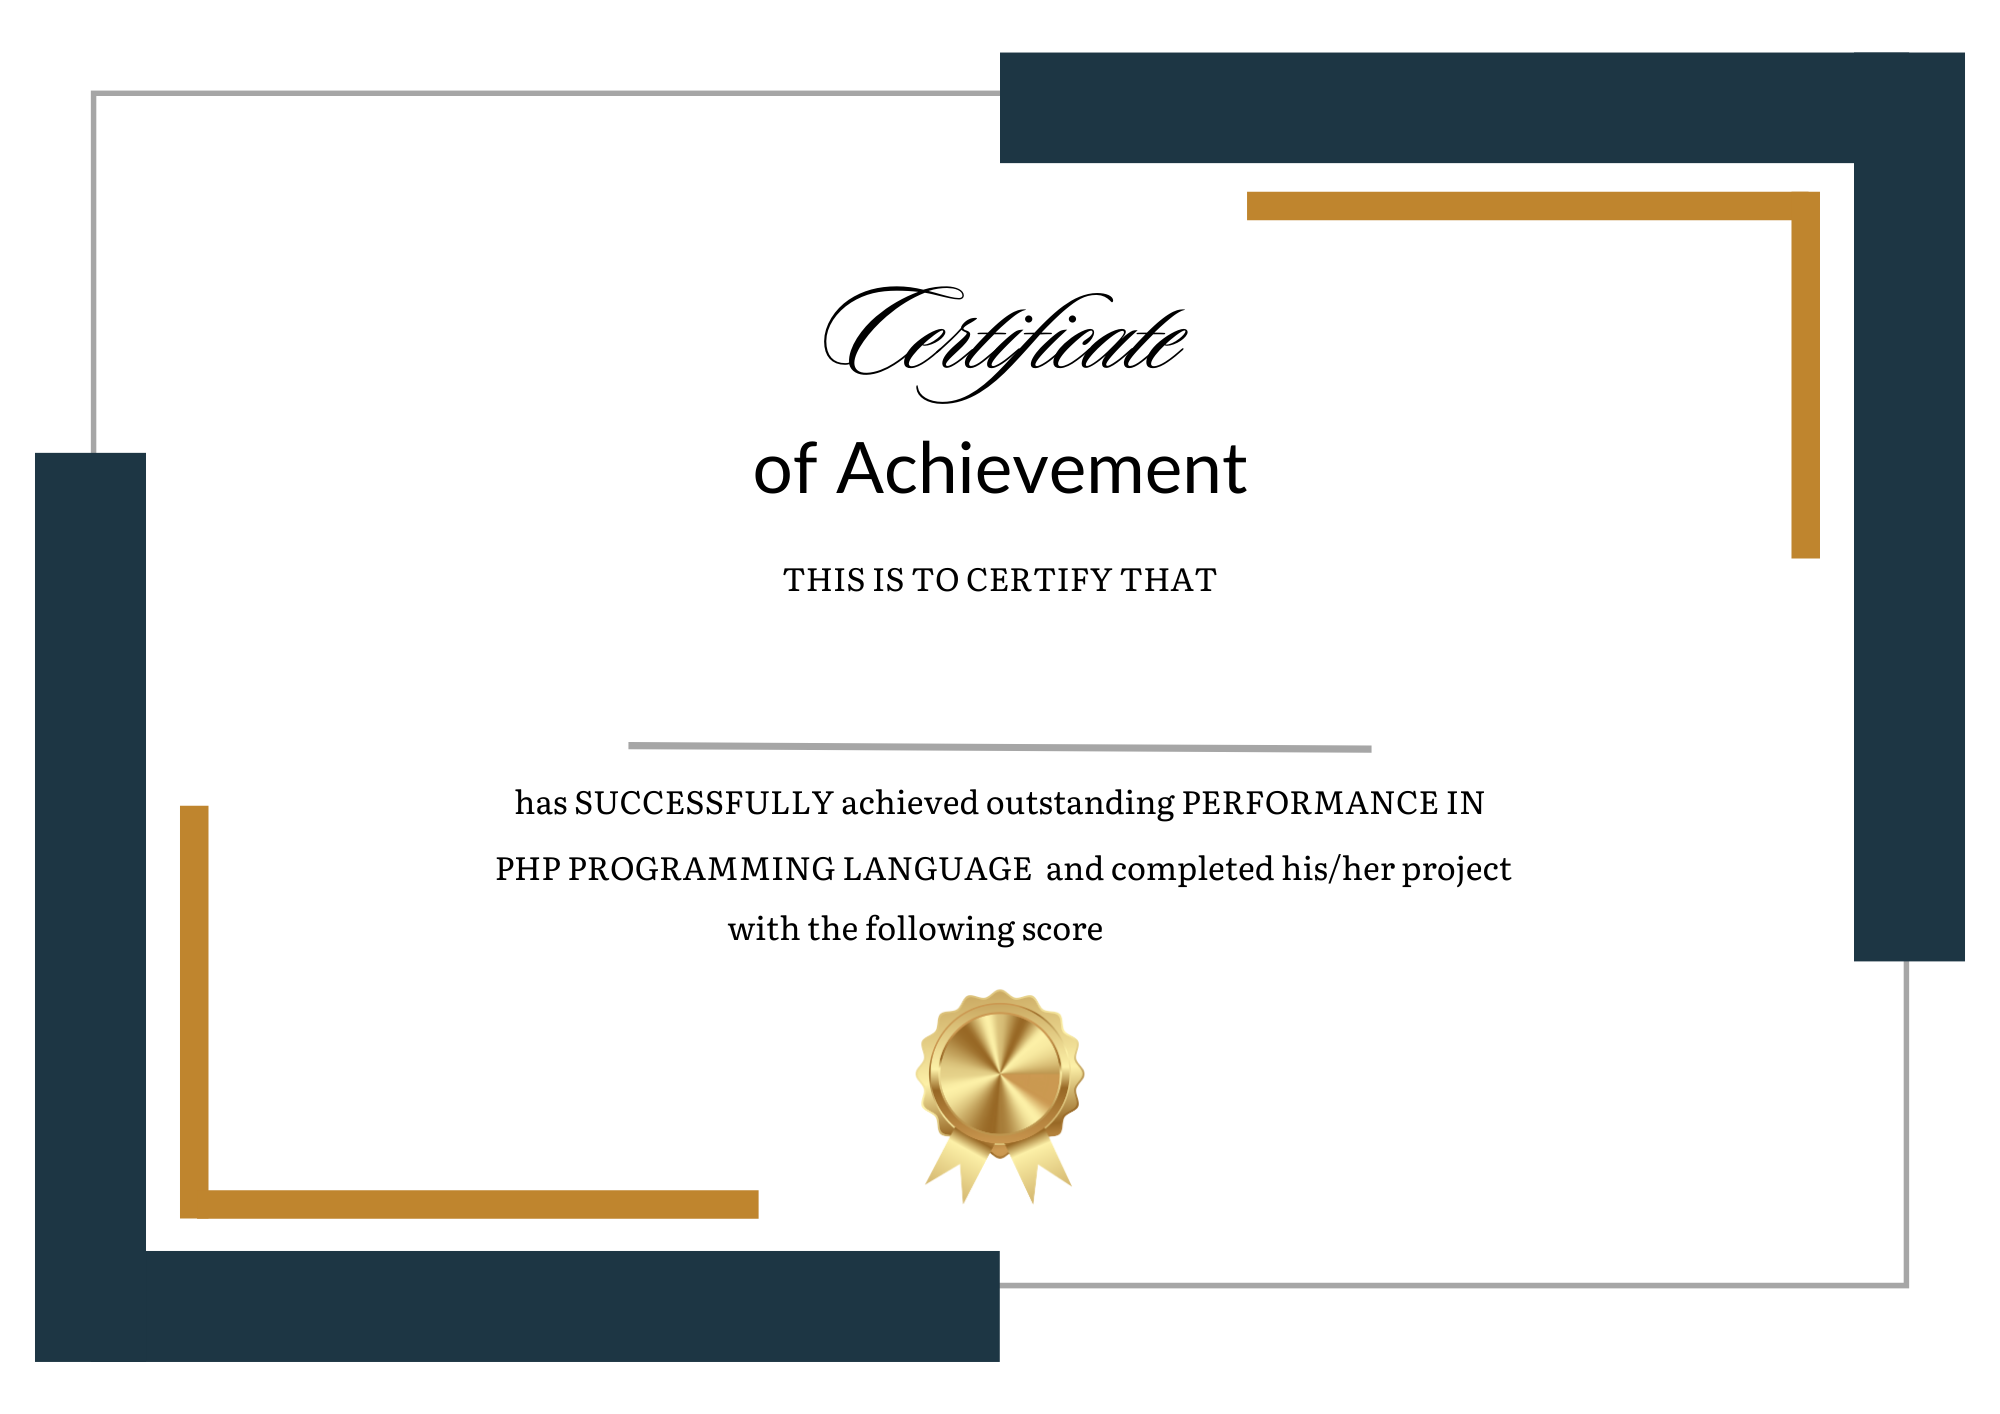 Certificate
of Achievement
THIS IS TO CERTIFY THAT
has SUCCESSFULLY achieved outstanding PERFORMANCE IN
PHP PROGRAMMING LANGUAGE and completed his/her project
with the following score